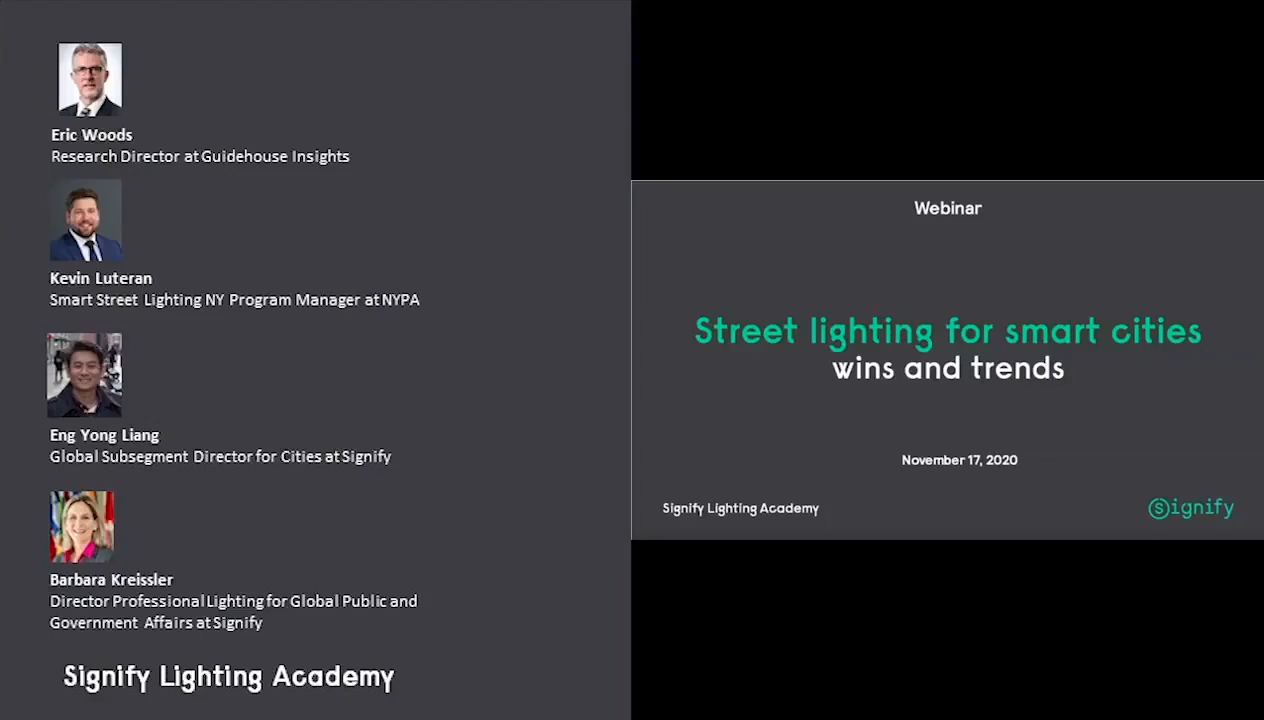 Eric Woods
Research Director at Guidehouse Insights
Kevin Luteran
Smart Street Lighting NY Program Manager at NYPA
Eng Yong Liang
Global Subsegment Director for Cities at Signify
Barbara Kreissler
Director Professional Lighting for Global Public and
Government Affairs at Signify
Signify Lighting Academy
Webinar
Street lighting for smart cities
wins and trends
November 17, 2020
Signify Lighting Academy
Signify